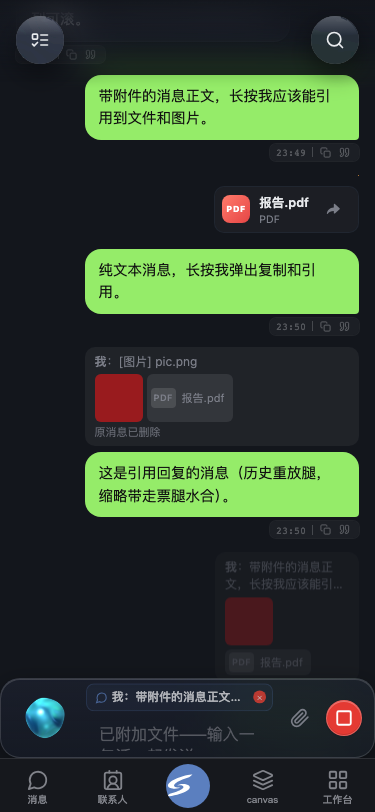 带附件的消息正文，长按我应该能引
用到文件和图片。
23:49
PDF
报告.pdf
PDF
纯文本消息，长按我弹出复制和引
用。
23:50
我：[图片] pic.png
PDF
报告.pdf
原消息已删除
这是引用回复的消息（历史重放腿，
缩略带走票腿水合）。
23:50
我：带附件的消息正
文，长按我应该能引...
PDF
报告.pdf
我：带附件的消息正文...
已附加文件——输入一
消息
联系人
canvas
工作台